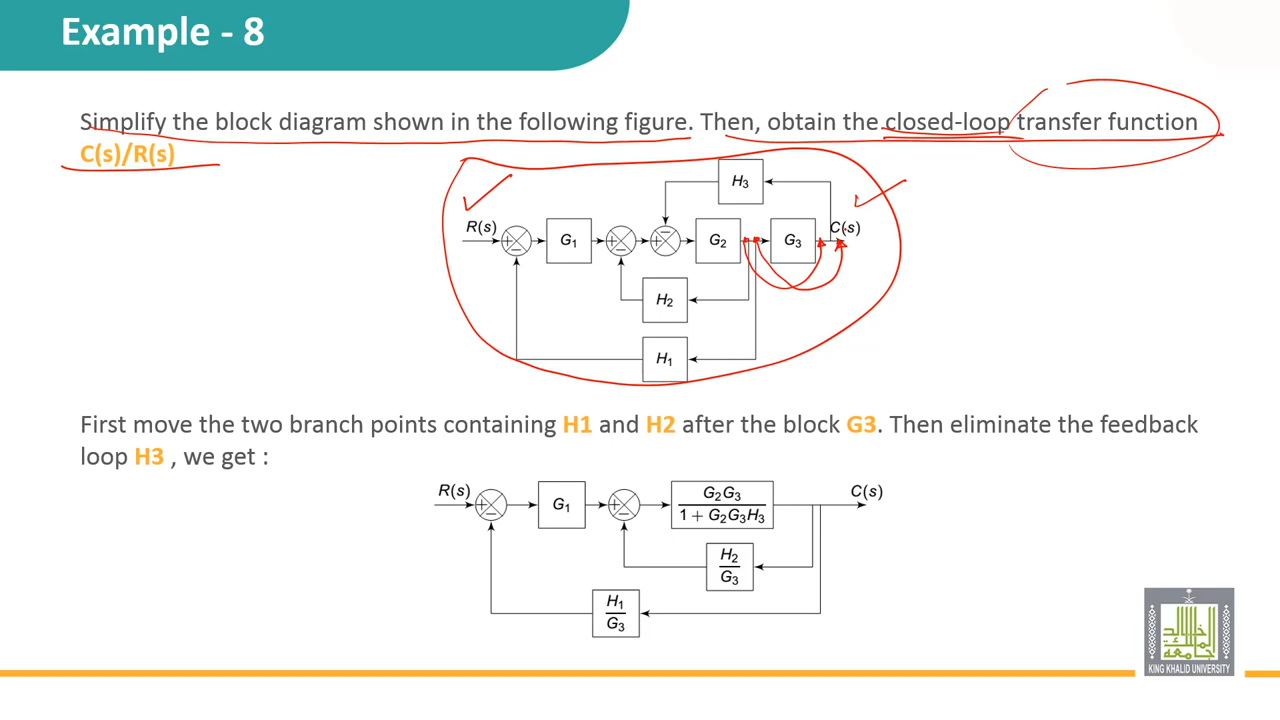 Example - 8
Simplify the block diagram shown in the following figure. Then, obtain the closed-loop transfer function
C(s)/R(s)
H₃
R(s)
C(s)
+
−
G₁
+
−
−
G₂
G₃
H₂
H₁
First move the two branch points containing H1 and H2 after the block G3. Then eliminate the feedback
loop H3 , we get :
R(s)
C(s)
+
−
G₁
+
−
G₂G₃
1 + G₂G₃H₃
H₂
G₃
H₁
G₃
KING KHALID UNIVERSITY